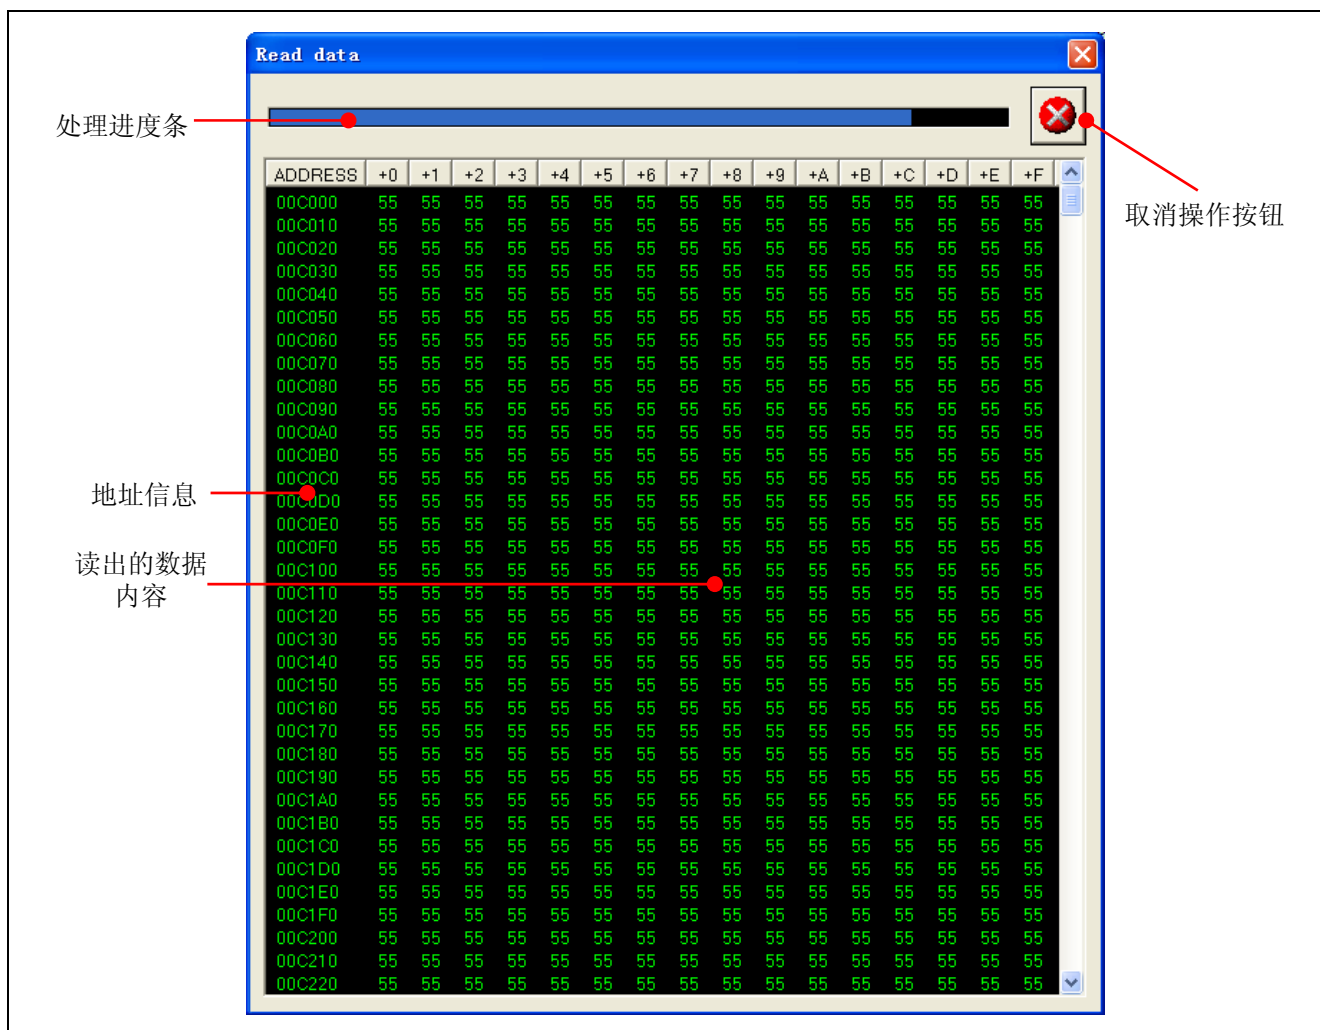 Read data
处理进度条
取消操作按钮
ADDRESS +0 +1 +2 +3 +4 +5 +6 +7 +8 +9 +A +B +C +D +E +F
00C000 55 55 55 55 55 55 55 55 55 55 55 55 55 55 55 55
00C010 55 55 55 55 55 55 55 55 55 55 55 55 55 55 55 55
00C020 55 55 55 55 55 55 55 55 55 55 55 55 55 55 55 55
00C030 55 55 55 55 55 55 55 55 55 55 55 55 55 55 55 55
00C040 55 55 55 55 55 55 55 55 55 55 55 55 55 55 55 55
00C050 55 55 55 55 55 55 55 55 55 55 55 55 55 55 55 55
00C060 55 55 55 55 55 55 55 55 55 55 55 55 55 55 55 55
00C070 55 55 55 55 55 55 55 55 55 55 55 55 55 55 55 55
00C080 55 55 55 55 55 55 55 55 55 55 55 55 55 55 55 55
00C090 55 55 55 55 55 55 55 55 55 55 55 55 55 55 55 55
00C0A0 55 55 55 55 55 55 55 55 55 55 55 55 55 55 55 55
00C0B0 55 55 55 55 55 55 55 55 55 55 55 55 55 55 55 55
00C0C0 55 55 55 55 55 55 55 55 55 55 55 55 55 55 55 55
地址信息
00C0D0 55 55 55 55 55 55 55 55 55 55 55 55 55 55 55 55
00C0E0 55 55 55 55 55 55 55 55 55 55 55 55 55 55 55 55
00C0F0 55 55 55 55 55 55 55 55 55 55 55 55 55 55 55 55
读出的数据
内容
00C100 55 55 55 55 55 55 55 55 55 55 55 55 55 55 55 55
00C110 55 55 55 55 55 55 55 55 55 55 55 55 55 55 55 55
00C120 55 55 55 55 55 55 55 55 55 55 55 55 55 55 55 55
00C130 55 55 55 55 55 55 55 55 55 55 55 55 55 55 55 55
00C140 55 55 55 55 55 55 55 55 55 55 55 55 55 55 55 55
00C150 55 55 55 55 55 55 55 55 55 55 55 55 55 55 55 55
00C160 55 55 55 55 55 55 55 55 55 55 55 55 55 55 55 55
00C170 55 55 55 55 55 55 55 55 55 55 55 55 55 55 55 55
00C180 55 55 55 55 55 55 55 55 55 55 55 55 55 55 55 55
00C190 55 55 55 55 55 55 55 55 55 55 55 55 55 55 55 55
00C1A0 55 55 55 55 55 55 55 55 55 55 55 55 55 55 55 55
00C1B0 55 55 55 55 55 55 55 55 55 55 55 55 55 55 55 55
00C1C0 55 55 55 55 55 55 55 55 55 55 55 55 55 55 55 55
00C1D0 55 55 55 55 55 55 55 55 55 55 55 55 55 55 55 55
00C1E0 55 55 55 55 55 55 55 55 55 55 55 55 55 55 55 55
00C1F0 55 55 55 55 55 55 55 55 55 55 55 55 55 55 55 55
00C200 55 55 55 55 55 55 55 55 55 55 55 55 55 55 55 55
00C210 55 55 55 55 55 55 55 55 55 55 55 55 55 55 55 55
00C220 55 55 55 55 55 55 55 55 55 55 55 55 55 55 55 55